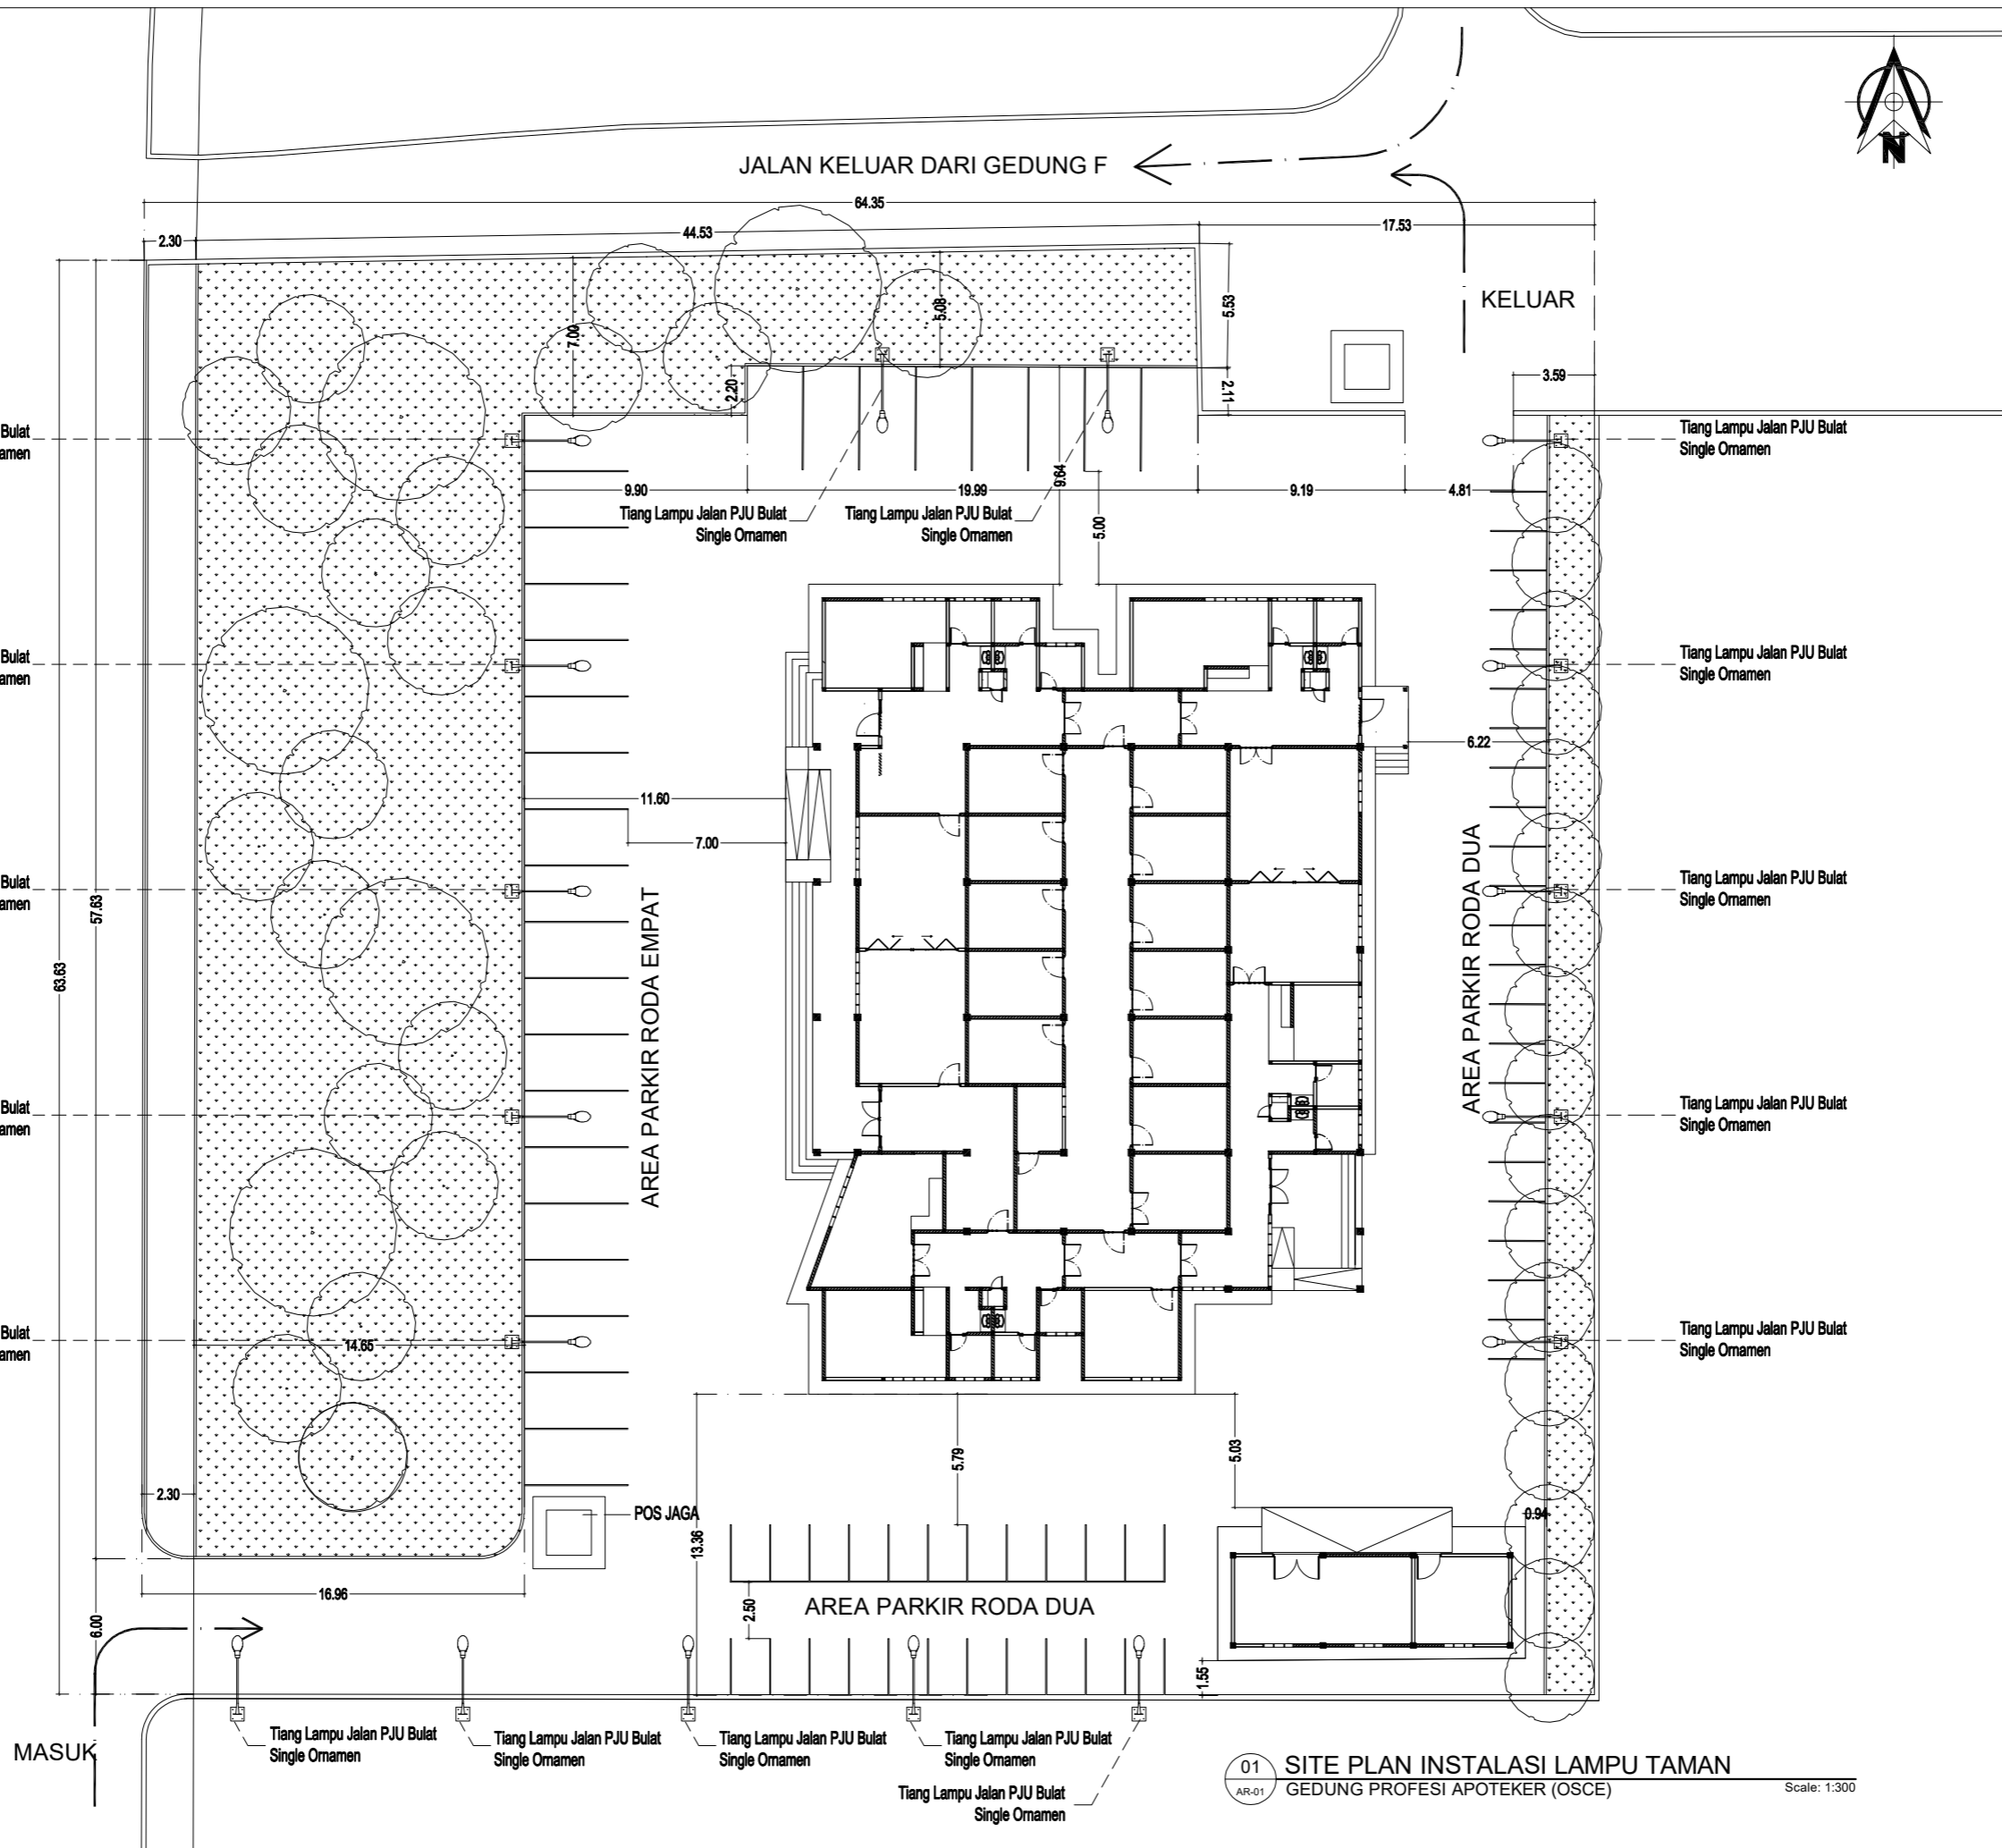 N
JALAN KELUAR DARI GEDUNG F
64.35
2.30
44.53
17.53
KELUAR
7.00
5.08
5.53
2.20
2.11
3.59
Bulat
amen
Tiang Lampu Jalan PJU Bulat
Single Ornamen
9.90
19.99
9.64
9.19
4.81
Tiang Lampu Jalan PJU Bulat
Single Ornamen
Tiang Lampu Jalan PJU Bulat
Single Ornamen
5.00
Bulat
amen
Tiang Lampu Jalan PJU Bulat
Single Ornamen
6.22
11.60
7.00
Bulat
amen
57.63
63.63
AREA PARKIR RODA EMPAT
AREA PARKIR RODA DUA
Tiang Lampu Jalan PJU Bulat
Single Ornamen
Bulat
amen
Tiang Lampu Jalan PJU Bulat
Single Ornamen
Bulat
amen
14.65
Tiang Lampu Jalan PJU Bulat
Single Ornamen
2.30
5.79
5.03
POS JAGA
13.36
0.94
16.96
2.50
AREA PARKIR RODA DUA
6.00
1.55
MASUK
Tiang Lampu Jalan PJU Bulat
Single Ornamen
Tiang Lampu Jalan PJU Bulat
Single Ornamen
Tiang Lampu Jalan PJU Bulat
Single Ornamen
Tiang Lampu Jalan PJU Bulat
Single Ornamen
Tiang Lampu Jalan PJU Bulat
Single Ornamen
01
AR-01
SITE PLAN INSTALASI LAMPU TAMAN
GEDUNG PROFESI APOTEKER (OSCE)
Scale: 1:300